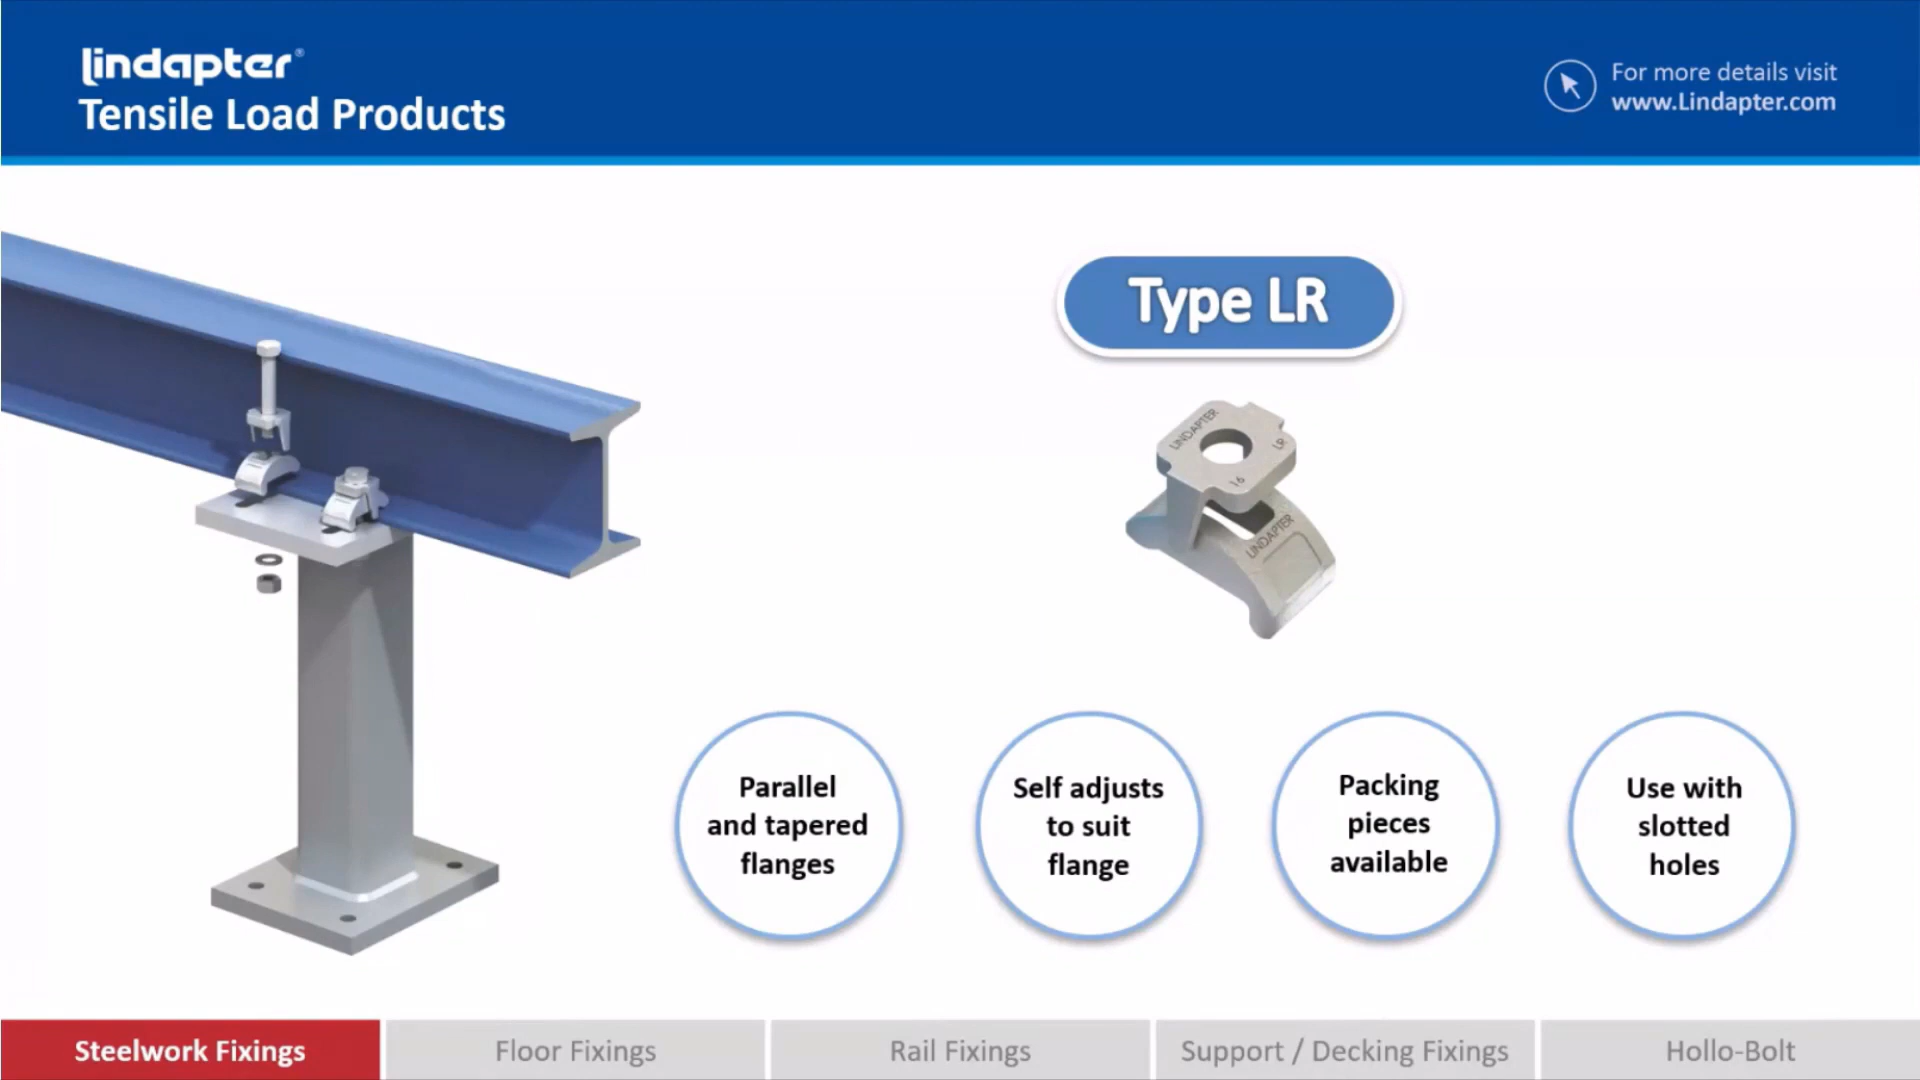 lindapter®
Tensile Load Products
For more details visit
www.Lindapter.com
Type LR
LINDAPTER
LR
16
LINDAPTER
Parallel
and tapered
flanges
Self adjusts
to suit
flange
Packing
pieces
available
Use with
slotted
holes
Steelwork Fixings
Floor Fixings
Rail Fixings
Support / Decking Fixings
Hollo-Bolt